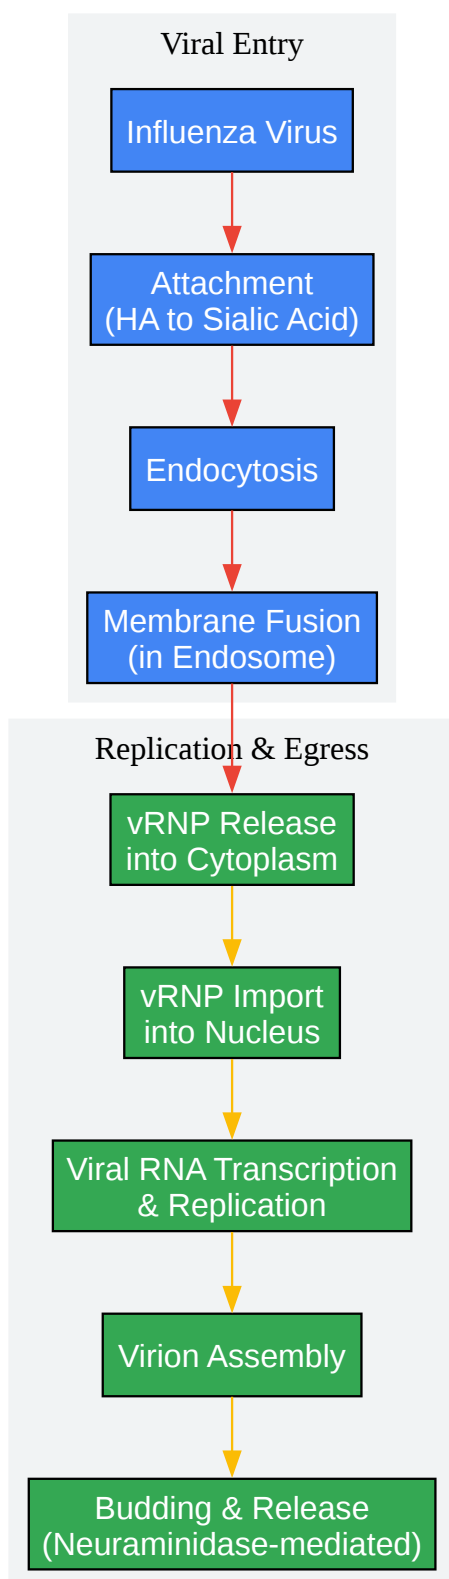 Viral Entry
Influenza Virus
Attachment
(HA to Sialic Acid)
Endocytosis
Membrane Fusion
(in Endosome)
Replication & Egress
vRNP Release
into Cytoplasm
vRNP Import
into Nucleus
Viral RNA Transcription
& Replication
Virion Assembly
Budding & Release
(Neuraminidase-mediated)